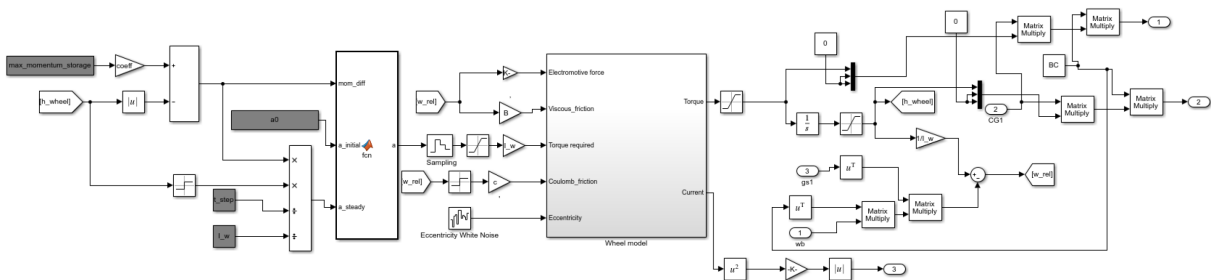 max_momentum_storage
coeff
+
−
[h_wheel]
|u|
a0
t_step
I_w
×
×
÷
÷
mom_diff
a_initial
fcn
a
a_steady
Sampling
w_rel]
K-
B
I_w
w_rel]
c
Eccentricity White Noise
Electromotive force
Viscous_friction
Torque required
Coulomb_friction
Eccentricity
Torque
Current
Wheel model
u²
-K-
|u|
3
0
1/s
[h_wheel]
1/I_w
3
gs1
uᵀ
uᵀ
1
wb
Matrix
Multiply
Matrix
Multiply
+
−
[w_rel]
0
2
CG1
Matrix
Multiply
Matrix
Multiply
BC
Matrix
Multiply
1
Matrix
Multiply
2